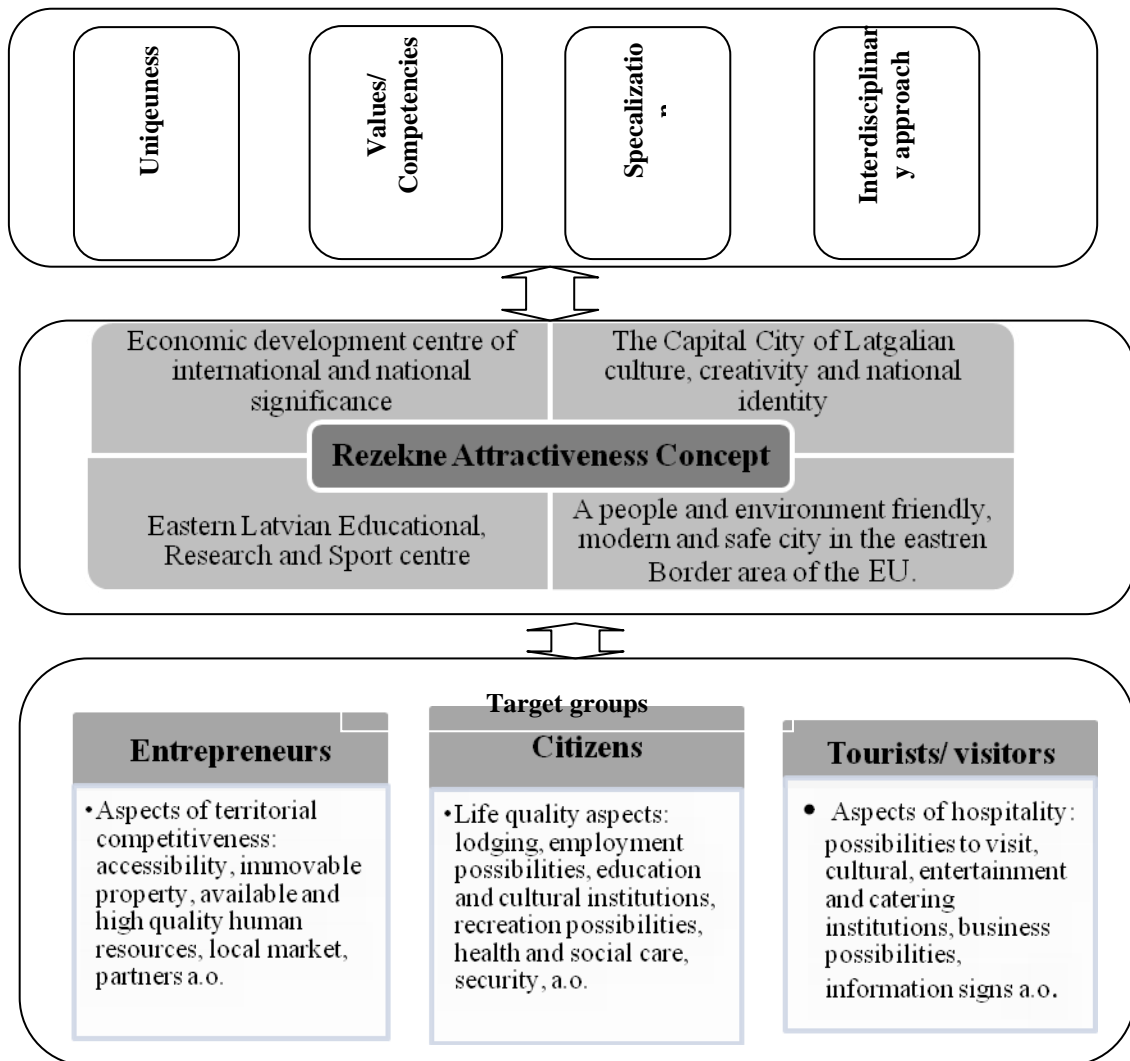 Uniqeuness
Values/
Competencies
Specalizatio
n
Interdisciplinar
y approach
Economic development centre of
international and national
significance
The Capital City of Latgalian
culture, creativity and national
identity
Rezekne Attractiveness Concept
Eastern Latvian Educational,
Research and Sport centre
A people and environment friendly,
modern and safe city in the eastren
Border area of the EU.
Target groups
Entrepreneurs
• Aspects of territorial
competitiveness:
accessibility, immovable
property, available and
high quality human
resources, local market,
partners a.o.
Citizens
• Life quality aspects:
lodging, employment
possibilities, education
and cultural institutions,
recreation possibilities,
health and social care,
security, a.o.
Tourists/ visitors
• Aspects of hospitality:
possibilities to visit,
cultural, entertainment
and catering
institutions, business
possibilities,
information signs a.o.